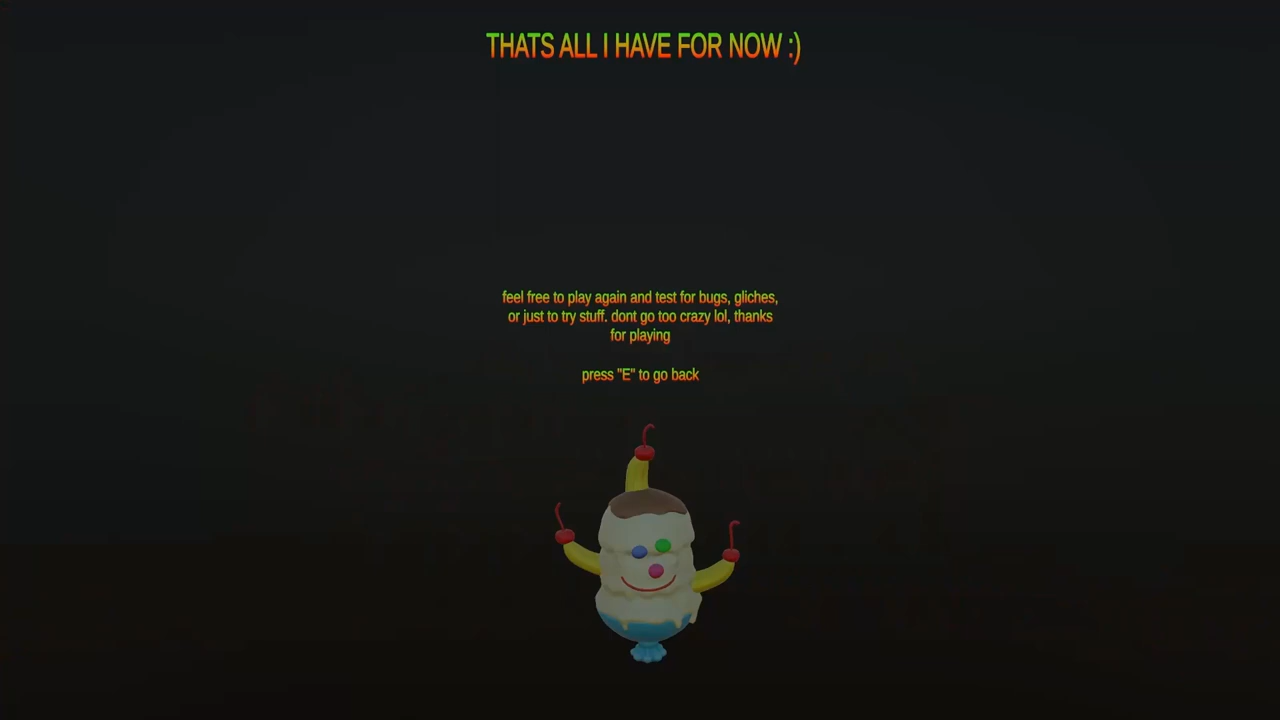 THATS ALL I HAVE FOR NOW :)
feel free to play again and test for bugs, gliches,
or just to try stuff. dont go too crazy lol, thanks
for playing
press "E" to go back